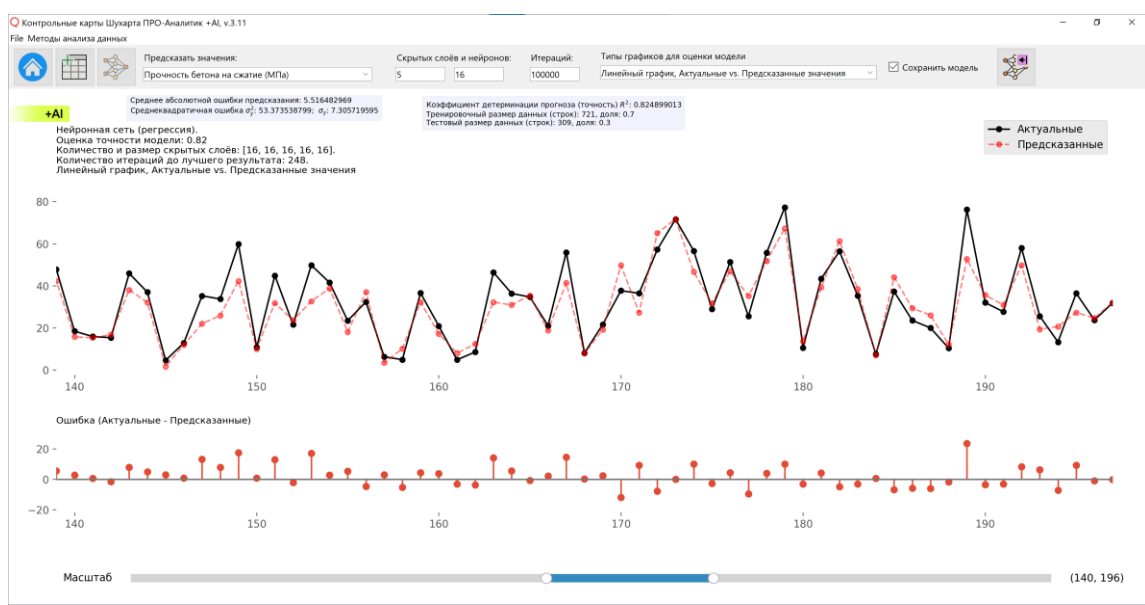 Контрольные карты Шухарта ПРО-Аналитик +AI, v.3.11
File Методы анализа данных
Предсказать значения:
Прочность бетона на сжатие (МПа)
Скрытых слоёв и нейронов:
5 16
Итераций:
100000
Типы графиков для оценки модели
Линейный график, Актуальные vs. Предсказанные значения
Сохранить модель
+AI
Среднее абсолютной ошибки предсказания: 5.516482969
Среднеквадратичная ошибка σ²ᵧ: 53.373538799; σᵧ: 7.305719595
Коэффициент детерминации прогноза (точность) R²: 0.824899013
Тренировочный размер данных (строк): 721, доля: 0.7
Тестовый размер данных (строк): 309, доля: 0.3
Нейронная сеть (регрессия).
Оценка точности модели: 0.82
Количество и размер скрытых слоёв: [16, 16, 16, 16, 16].
Количество итераций до лучшего результата: 248.
Линейный график, Актуальные vs. Предсказанные значения
Актуальные
Предсказанные
80
60
40
20
0
140 150 160 170 180 190
Ошибка (Актуальные - Предсказанные)
20
0
−20
140 150 160 170 180 190
Масштаб (140, 196)